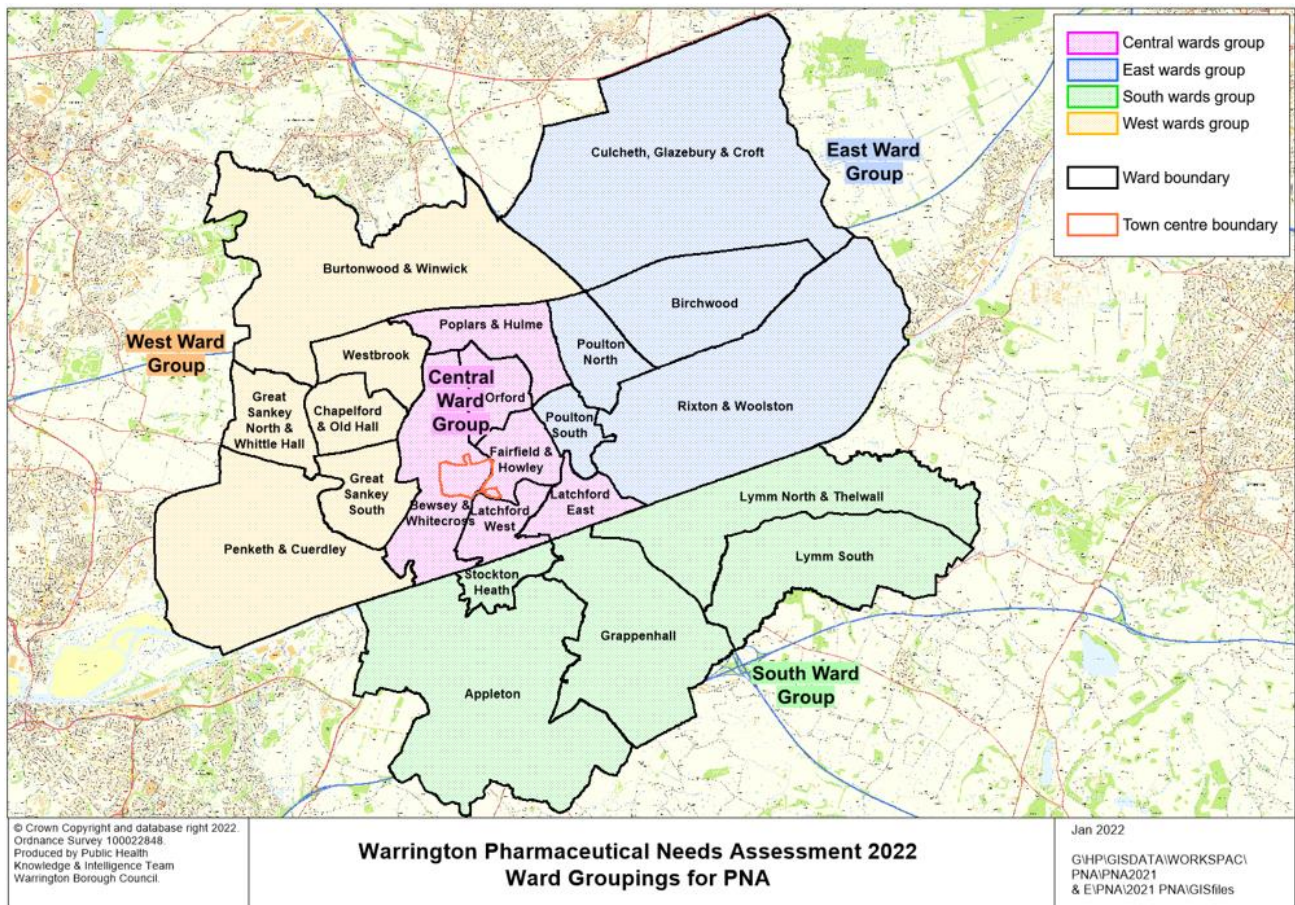 Central wards group
East wards group
South wards group
West wards group
Ward boundary
Town centre boundary
Culcheth, Glazebury & Croft
East Ward
Group
Burtonwood & Winwick
Birchwood
Poplars & Hulme
West Ward
Group
Westbrook
Poulton
North
Central
Ward
Group
Great
Sankey
North &
Whittle Hall
Chapelford
& Old Hall
Orford
Rixton & Woolston
Poulton
South
Fairfield &
Howley
Great
Sankey
South
Latchford
East
Lymm North & Thelwall
Bewsey &
Whitecross
Latchford
West
Penketh & Cuerdley
Lymm South
Stockton
Heath
Grappenhall
South Ward
Group
Appleton
© Crown Copyright and database right 2022.
Ordnance Survey 100022848.
Produced by Public Health
Knowledge & Intelligence Team
Warrington Borough Council.
Warrington Pharmaceutical Needs Assessment 2022
Ward Groupings for PNA
Jan 2022
G\HP\GISDATA\WORKSPAC\
PNA\PNA2021
& E\PNA\2021 PNA\GISfiles